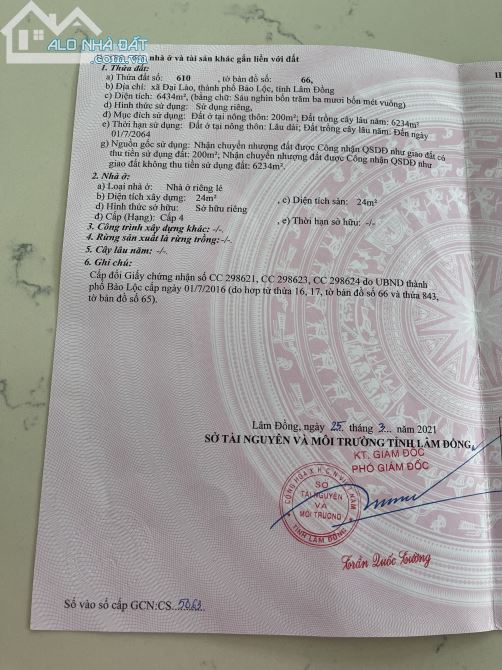 ALO NHÀ ĐẤT
Alonhadat.com.vn
nhà ở và tài sản khác gắn liền với đất
1. Thửa đất:
a) Thửa đất số: 610 tờ bản đồ số: 66,
b) Địa chỉ: xã Đại Lào, thành phố Bảo Lộc, tỉnh Lâm Đồng
c) Diện tích: 6434m², (bằng chữ: Sáu nghìn bốn trăm ba mươi bốn mét vuông)
d) Hình thức sử dụng: Sử dụng riêng,
đ) Mục đích sử dụng: Đất ở tại nông thôn: 200m²; Đất trồng cây lâu năm: 6234m²
e) Thời hạn sử dụng: Đất ở tại nông thôn: Lâu dài; Đất trồng cây lâu năm: Đến ngày
01/7/2064
g) Nguồn gốc sử dụng: Nhận chuyển nhượng đất được Công nhận QSDĐ như giao đất có
thu tiền sử dụng đất: 200m²; Nhận chuyển nhượng đất được Công nhận QSDĐ như
giao đất không thu tiền sử dụng đất: 6234m².
2. Nhà ở:
a) Loại nhà ở: Nhà ở riêng lẻ
b) Diện tích xây dựng: 24m² , c) Diện tích sàn: 24m²
d) Hình thức sở hữu: Sở hữu riêng
đ) Cấp (Hạng): Cấp 4 , e) Thời hạn sở hữu: -/-
3. Công trình xây dựng khác: -/-
4. Rừng sản xuất là rừng trồng: -/-.
5. Cây lâu năm: -/-.
6. Ghi chú:
Cấp đổi Giấy chứng nhận số CC 298621, CC 298623, CC 298624 do UBND thành
phố Bảo Lộc cấp ngày 01/7/2016 (do hợp từ thửa 16, 17, tờ bản đồ số 66 và thửa 843,
tờ bản đồ số 65).
Lâm Đồng, ngày 25 tháng 3 năm 2021
SỞ TÀI NGUYÊN VÀ MÔI TRƯỜNG TỈNH LÂM ĐỒNG
KT. GIÁM ĐỐC
PHÓ GIÁM ĐỐC
CỘNG HÒA X.H.C.N VIỆT NAM
SỞ
TÀI NGUYÊN
VÀ
MÔI TRƯỜNG
TỈNH LÂM ĐỒNG
Số vào sổ cấp GCN:CS